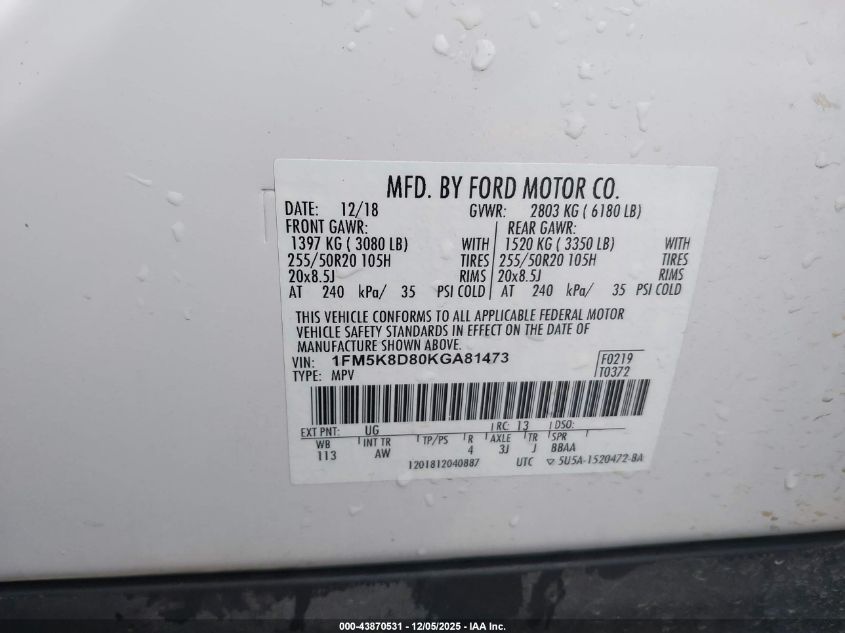 MFD. BY FORD MOTOR CO.
DATE: 12/18 GVWR: 2803 KG ( 6180 LB)
FRONT GAWR: REAR GAWR:
1397 KG ( 3080 LB) WITH 1520 KG ( 3350 LB) WITH
255/50R20 105H TIRES 255/50R20 105H TIRES
20x8.5J RIMS 20x8.5J RIMS
AT 240 kPa/ 35 PSI COLD AT 240 kPa/ 35 PSI COLD
THIS VEHICLE CONFORMS TO ALL APPLICABLE FEDERAL MOTOR
VEHICLE SAFETY STANDARDS IN EFFECT ON THE DATE OF
MANUFACTURE SHOWN ABOVE.
VIN: 1FM5K8D80KGA81473 F0219
TYPE: MPV T0372
EXT PNT: UG RC: 13 DSO:
WB INT TR TP/PS R AXLE TR SPR
113 AW 4 3J J BBAA
1201812040887 UTC ▽ 5U5A-1520472-BA
000-43870531 - 12/05/2025 - IAA Inc.